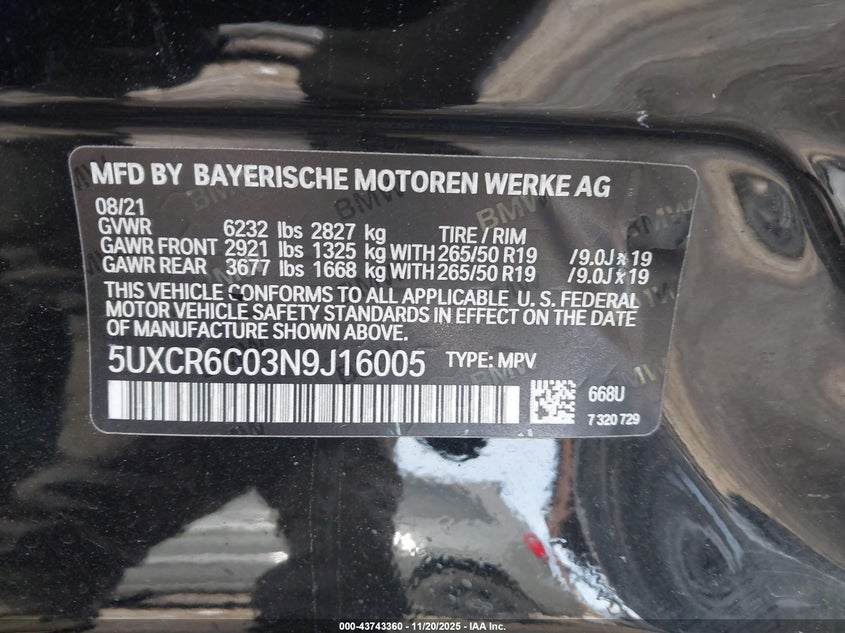 MFD BY BAYERISCHE MOTOREN WERKE AG
08/21
GVWR 6232 lbs 2827 kg TIRE / RIM
GAWR FRONT 2921 lbs 1325 kg WITH 265/50 R19 /9.0J x 19
GAWR REAR 3677 lbs 1668 kg WITH 265/50 R19 /9.0J x 19
THIS VEHICLE CONFORMS TO ALL APPLICABLE U. S. FEDERAL
MOTOR VEHICLE SAFETY STANDARDS IN EFFECT ON THE DATE
OF MANUFACTURE SHOWN ABOVE.
5UXCR6C03N9J16005 TYPE: MPV
668U
7 320 729
000-43743360 - 11/20/2025 - IAA Inc.